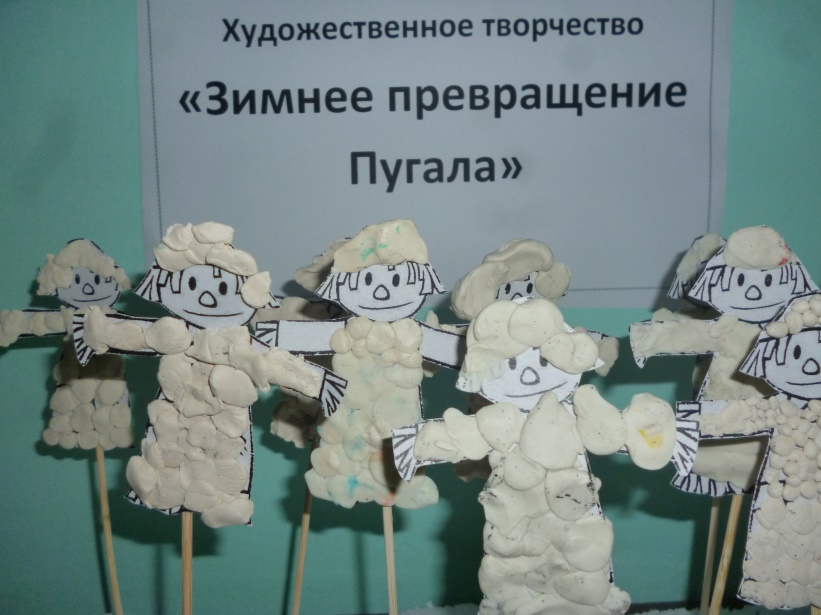 Художественное творчество
«Зимнее превращение
Пугала»